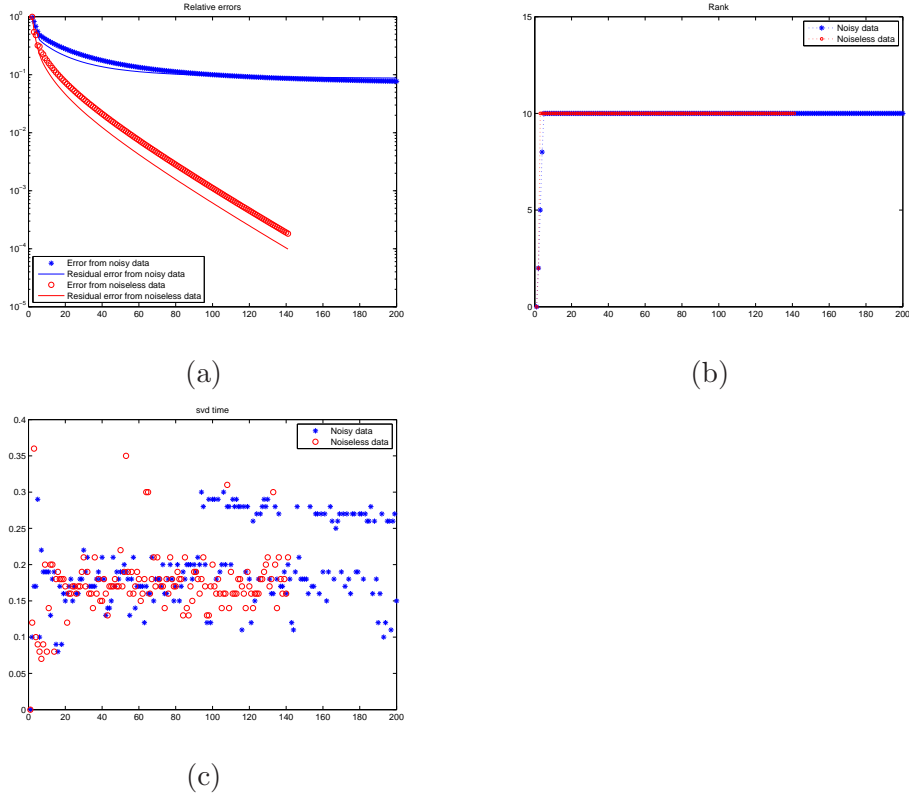 Relative errors
10⁰
10⁻¹
10⁻²
10⁻³
10⁻⁴
10⁻⁵
Error from noisy data
Residual error from noisy data
Error from noiseless data
Residual error from noiseless data
0 20 40 60 80 100 120 140 160 180 200
(a)
Rank
15
10
5
0
Noisy data
Noiseless data
0 20 40 60 80 100 120 140 160 180 200
(b)
svd time
0.4
0.35
0.3
0.25
0.2
0.15
0.1
0.05
0
Noisy data
Noiseless data
0 20 40 60 80 100 120 140 160 180 200
(c)